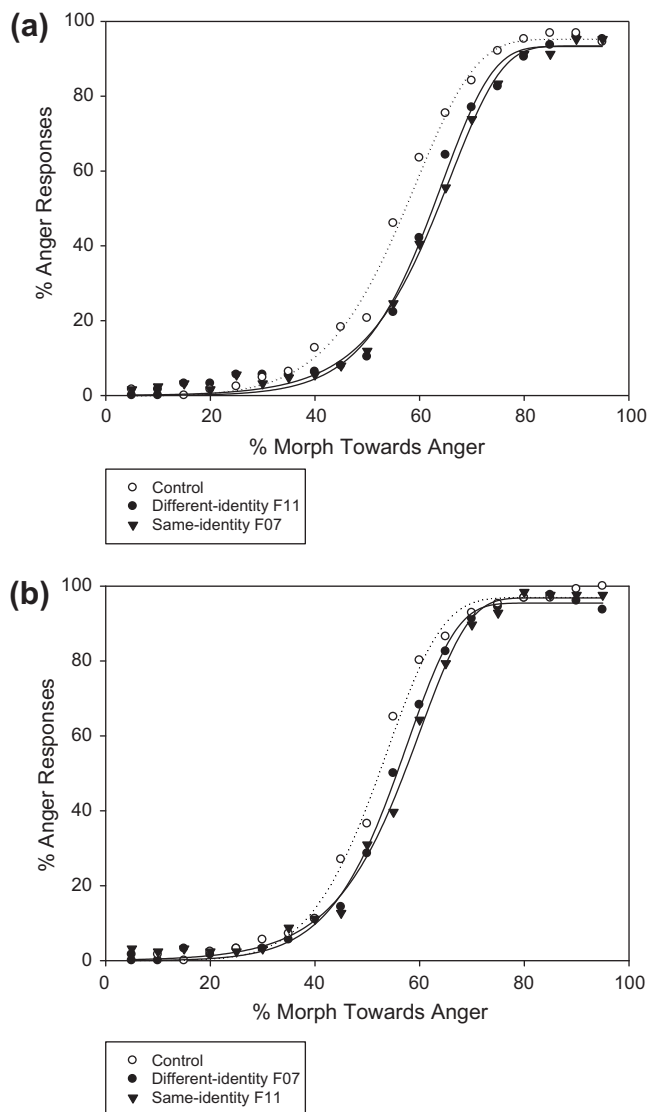 (a)
100
80
60
40
20
0
% Anger Responses
0 20 40 60 80 100
% Morph Towards Anger
Control
Different-identity F11
Same-identity F07
(b)
100
80
60
40
20
0
% Anger Responses
0 20 40 60 80 100
% Morph Towards Anger
Control
Different-identity F07
Same-identity F11